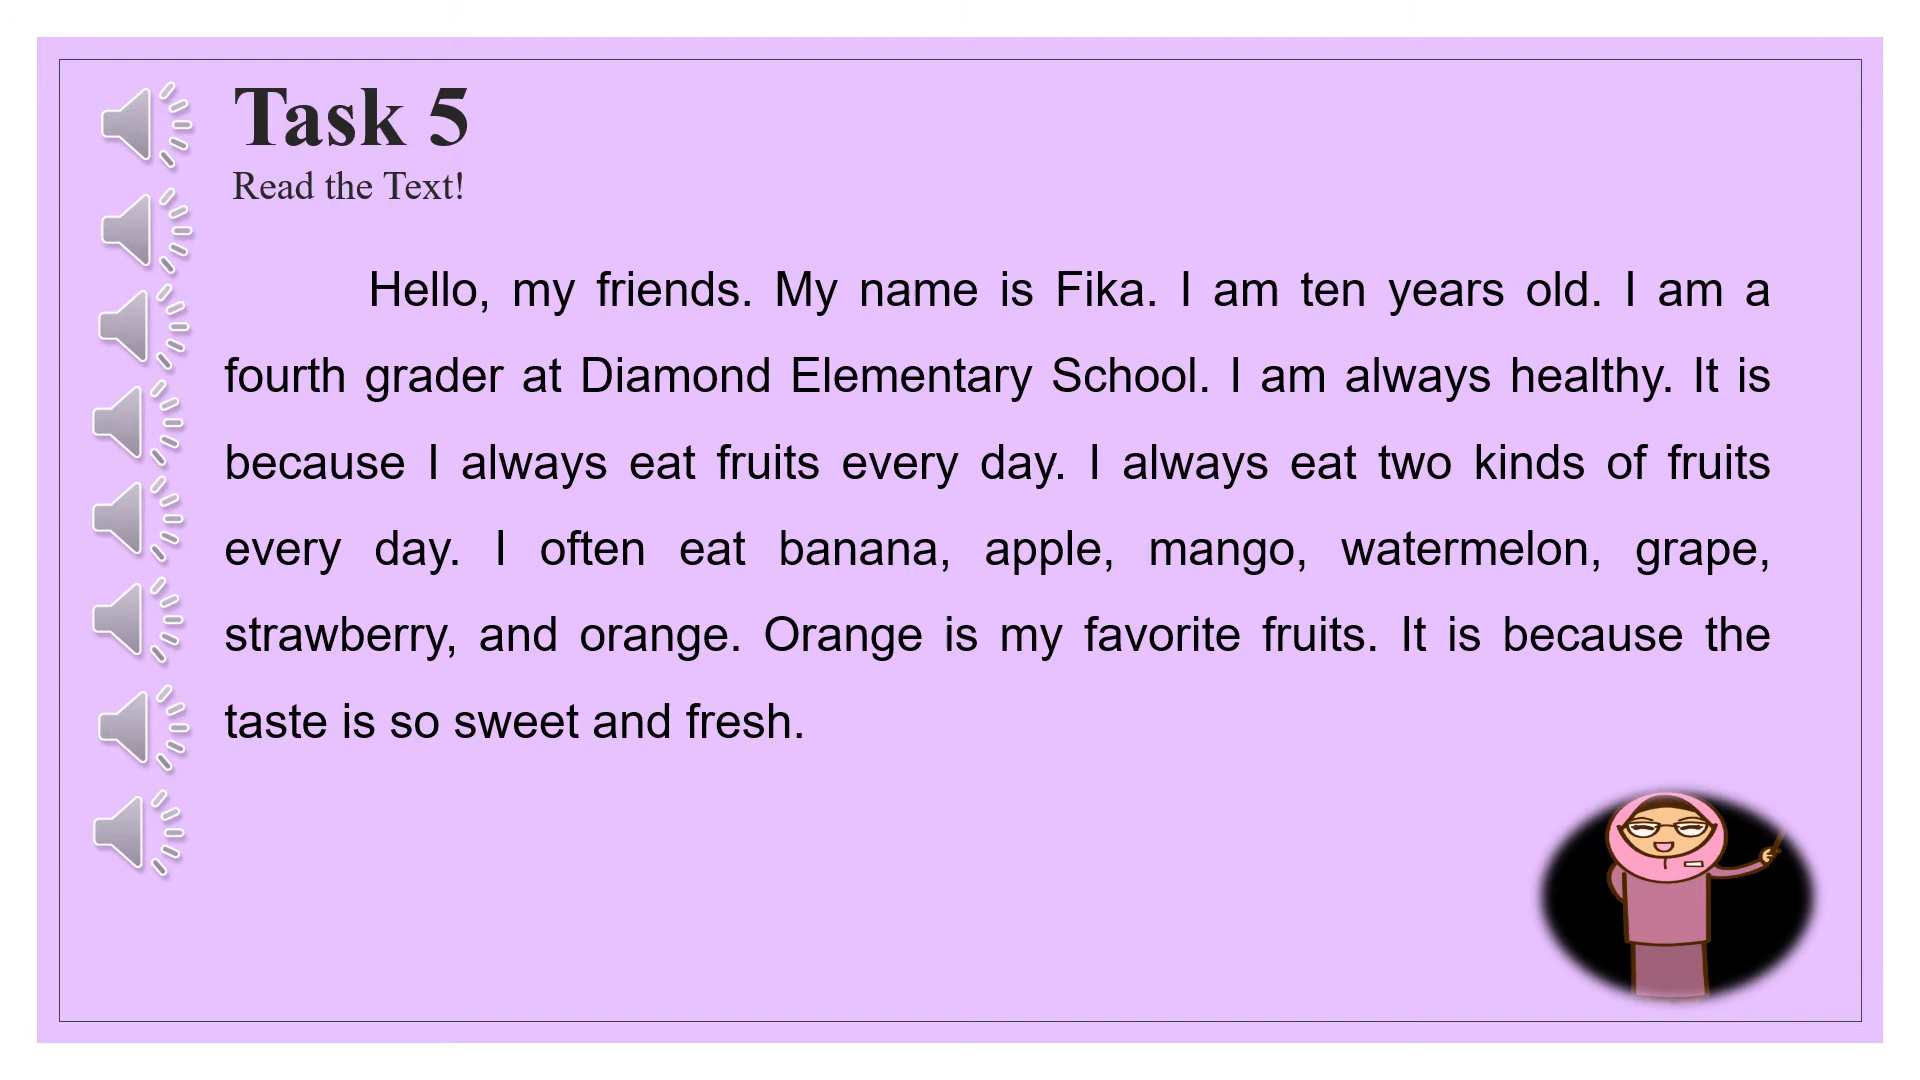 Task 5
Read the Text!
Hello, my friends. My name is Fika. I am ten years old. I am a
fourth grader at Diamond Elementary School. I am always healthy. It is
because I always eat fruits every day. I always eat two kinds of fruits
every day. I often eat banana, apple, mango, watermelon, grape,
strawberry, and orange. Orange is my favorite fruits. It is because the
taste is so sweet and fresh.